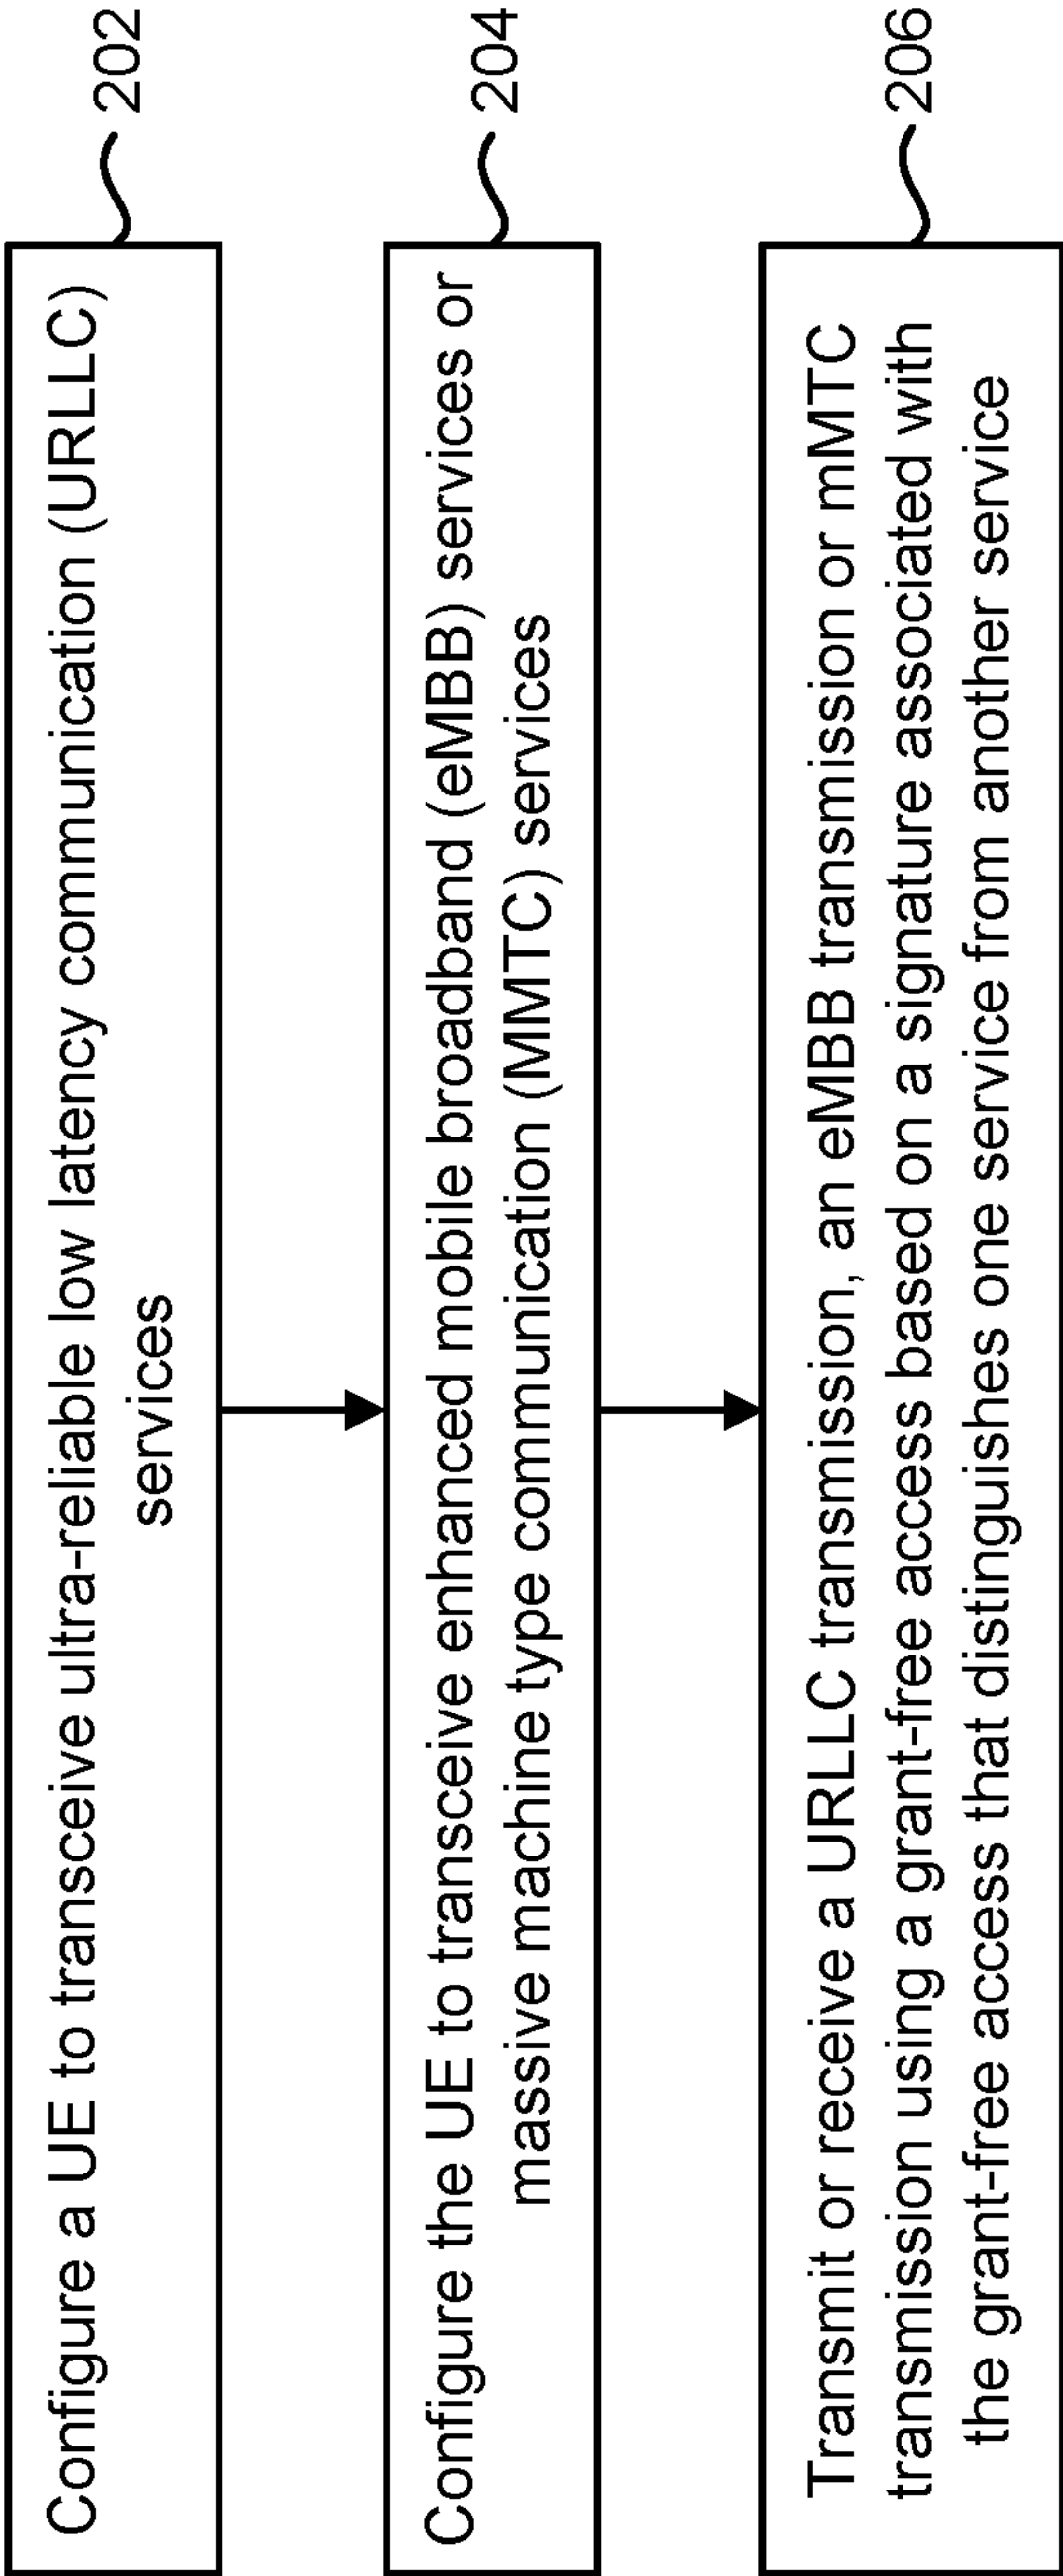 Configure a UE to transceive ultra-reliable low latency communication (URLLC)
services
202
Configure the UE to transceive enhanced mobile broadband (eMBB) services or
massive machine type communication (MMTC) services
204
Transmit or receive a URLLC transmission, an eMBB transmission or mMTC
transmission using a grant-free access based on a signature associated with
the grant-free access that distinguishes one service from another service
206